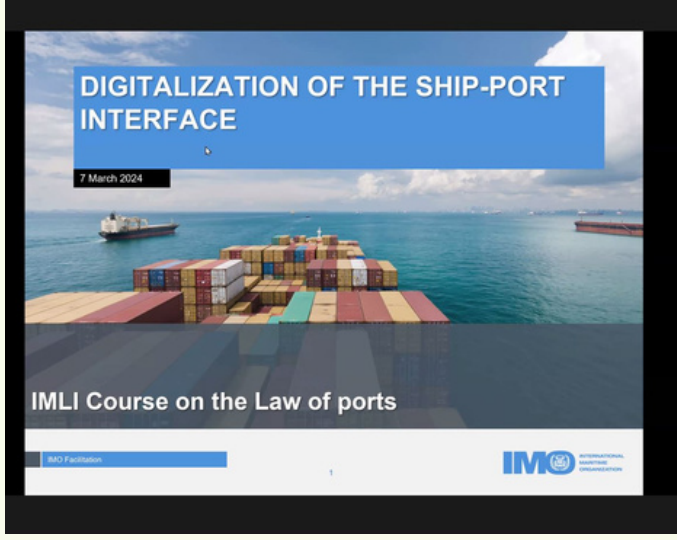 DIGITALIZATION OF THE SHIP-PORT
INTERFACE
7 March 2024
IMLI Course on the Law of ports
IMO Facilitation
1
IMO
INTERNATIONAL
MARITIME
ORGANIZATION